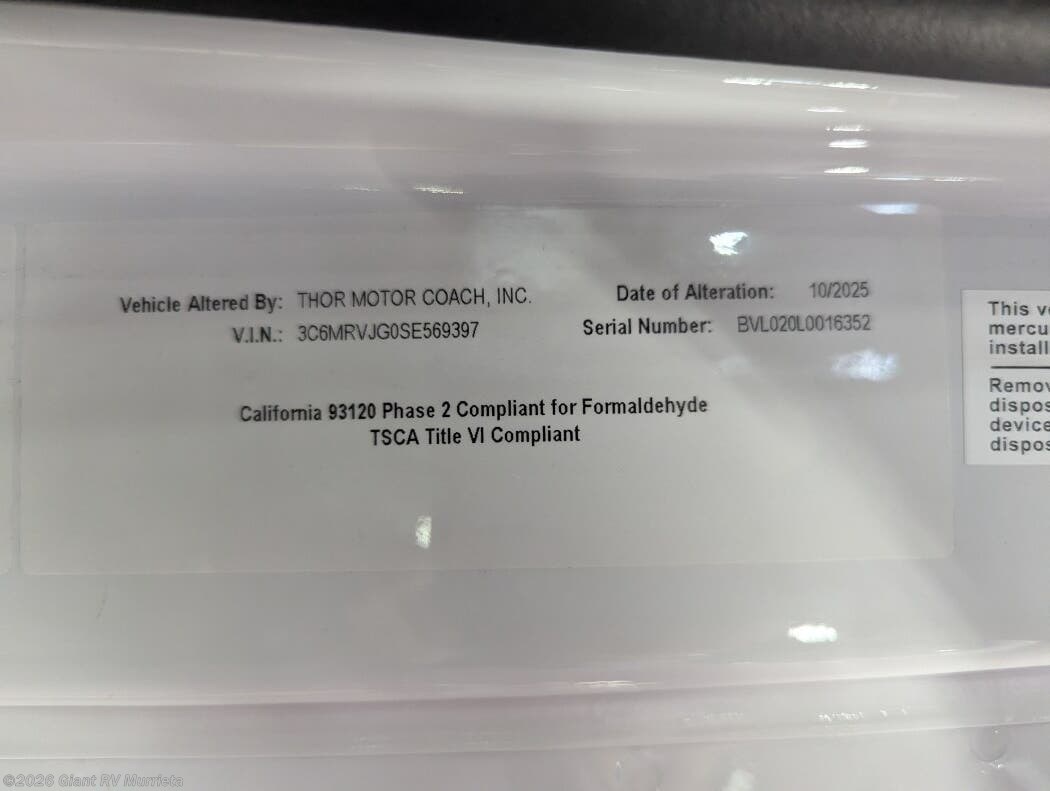 Vehicle Altered By: THOR MOTOR COACH, INC.
Date of Alteration: 10/2025
V.I.N.: 3C6MRVJG0SE569397
Serial Number: BVL020L0016352
California 93120 Phase 2 Compliant for Formaldehyde
TSCA Title VI Compliant
This v
mercu
install
Remov
dispos
device
dispos
©2026 Giant RV Murrieta